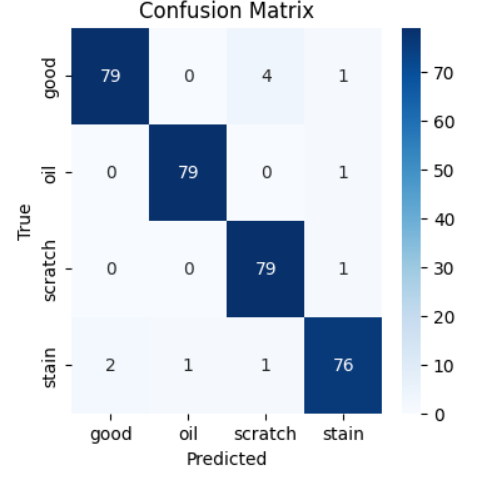 Confusion Matrix
good 79 0 4 1
oil 0 79 0 1
scratch 0 0 79 1
stain 2 1 1 76
True
good oil scratch stain
Predicted
70
60
50
40
30
20
10
0